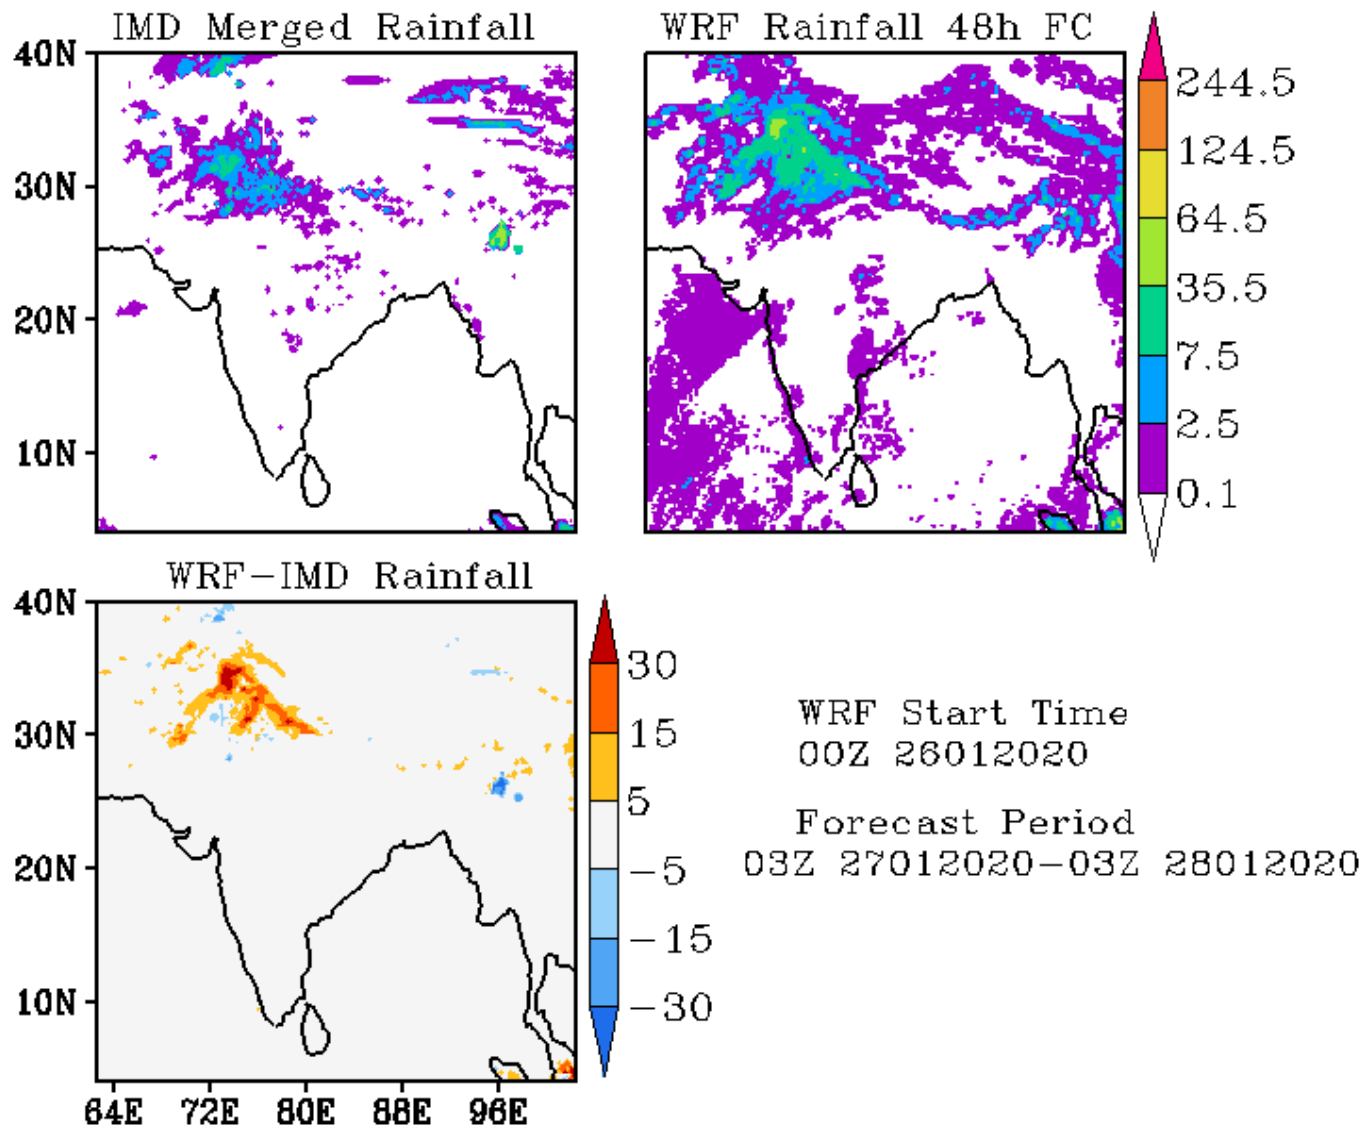 IMD Merged Rainfall
WRF Rainfall 48h FC
40N
30N
20N
10N
244.5
124.5
64.5
35.5
7.5
2.5
0.1
WRF-IMD Rainfall
40N
30N
20N
10N
64E 72E 80E 88E 96E
30
15
5
-5
-15
-30
WRF Start Time
00Z 26012020
Forecast Period
03Z 27012020-03Z 28012020